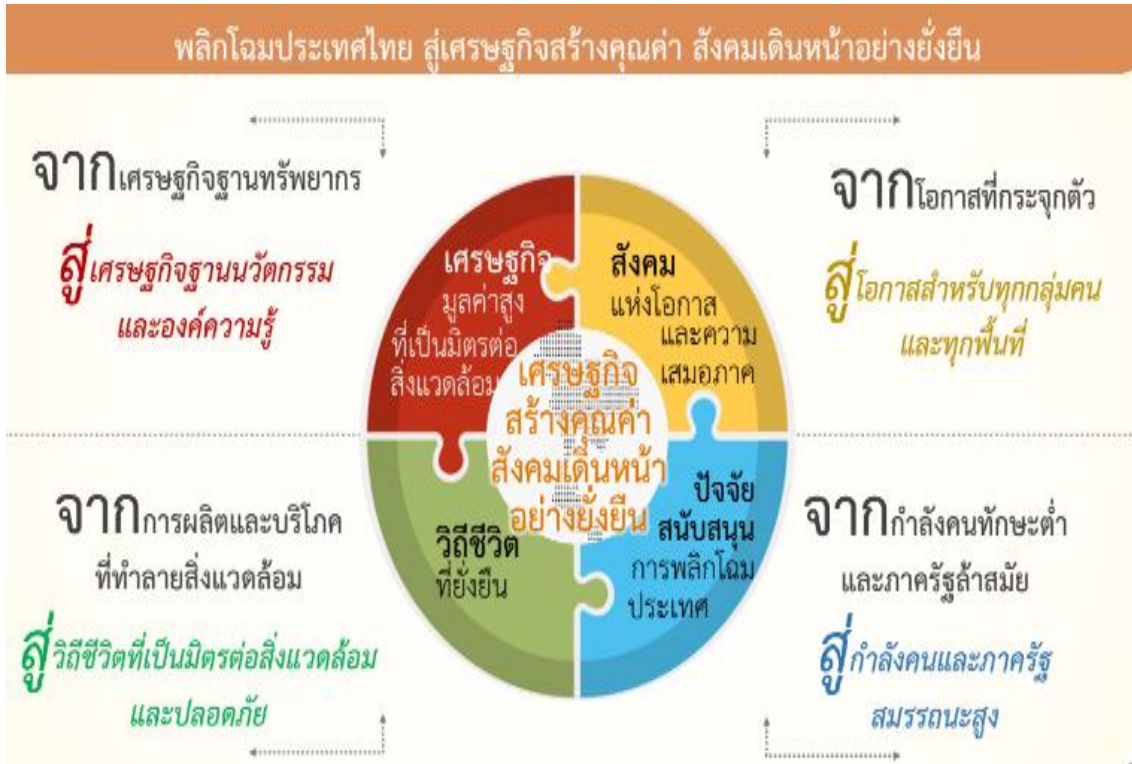 พลิกโฉมประเทศไทย สู่เศรษฐกิจสร้างคุณค่า สังคมเดินหน้าอย่างยั่งยืน
จากเศรษฐกิจฐานทรัพยากร
สู่เศรษฐกิจฐานนวัตกรรม
และองค์ความรู้
เศรษฐกิจ
มูลค่าสูง
ที่เป็นมิตรต่อ
สิ่งแวดล้อม
สังคม
แห่งโอกาส
และความ
เสมอภาค
จากโอกาสที่กระจุกตัว
สู่โอกาสสำหรับทุกกลุ่มคน
และทุกพื้นที่
เศรษฐกิจ
สร้างคุณค่า
สังคมเดินหน้า
อย่างยั่งยืน
จากการผลิตและบริโภค
ที่ทำลายสิ่งแวดล้อม
สู่วิถีชีวิตที่เป็นมิตรต่อสิ่งแวดล้อม
และปลอดภัย
วิถีชีวิต
ที่ยั่งยืน
ปัจจัย
สนับสนุน
การพลิกโฉม
ประเทศ
จากกำลังคนทักษะต่ำ
และภาครัฐล้าสมัย
สู่กำลังคนและภาครัฐ
สมรรถนะสูง